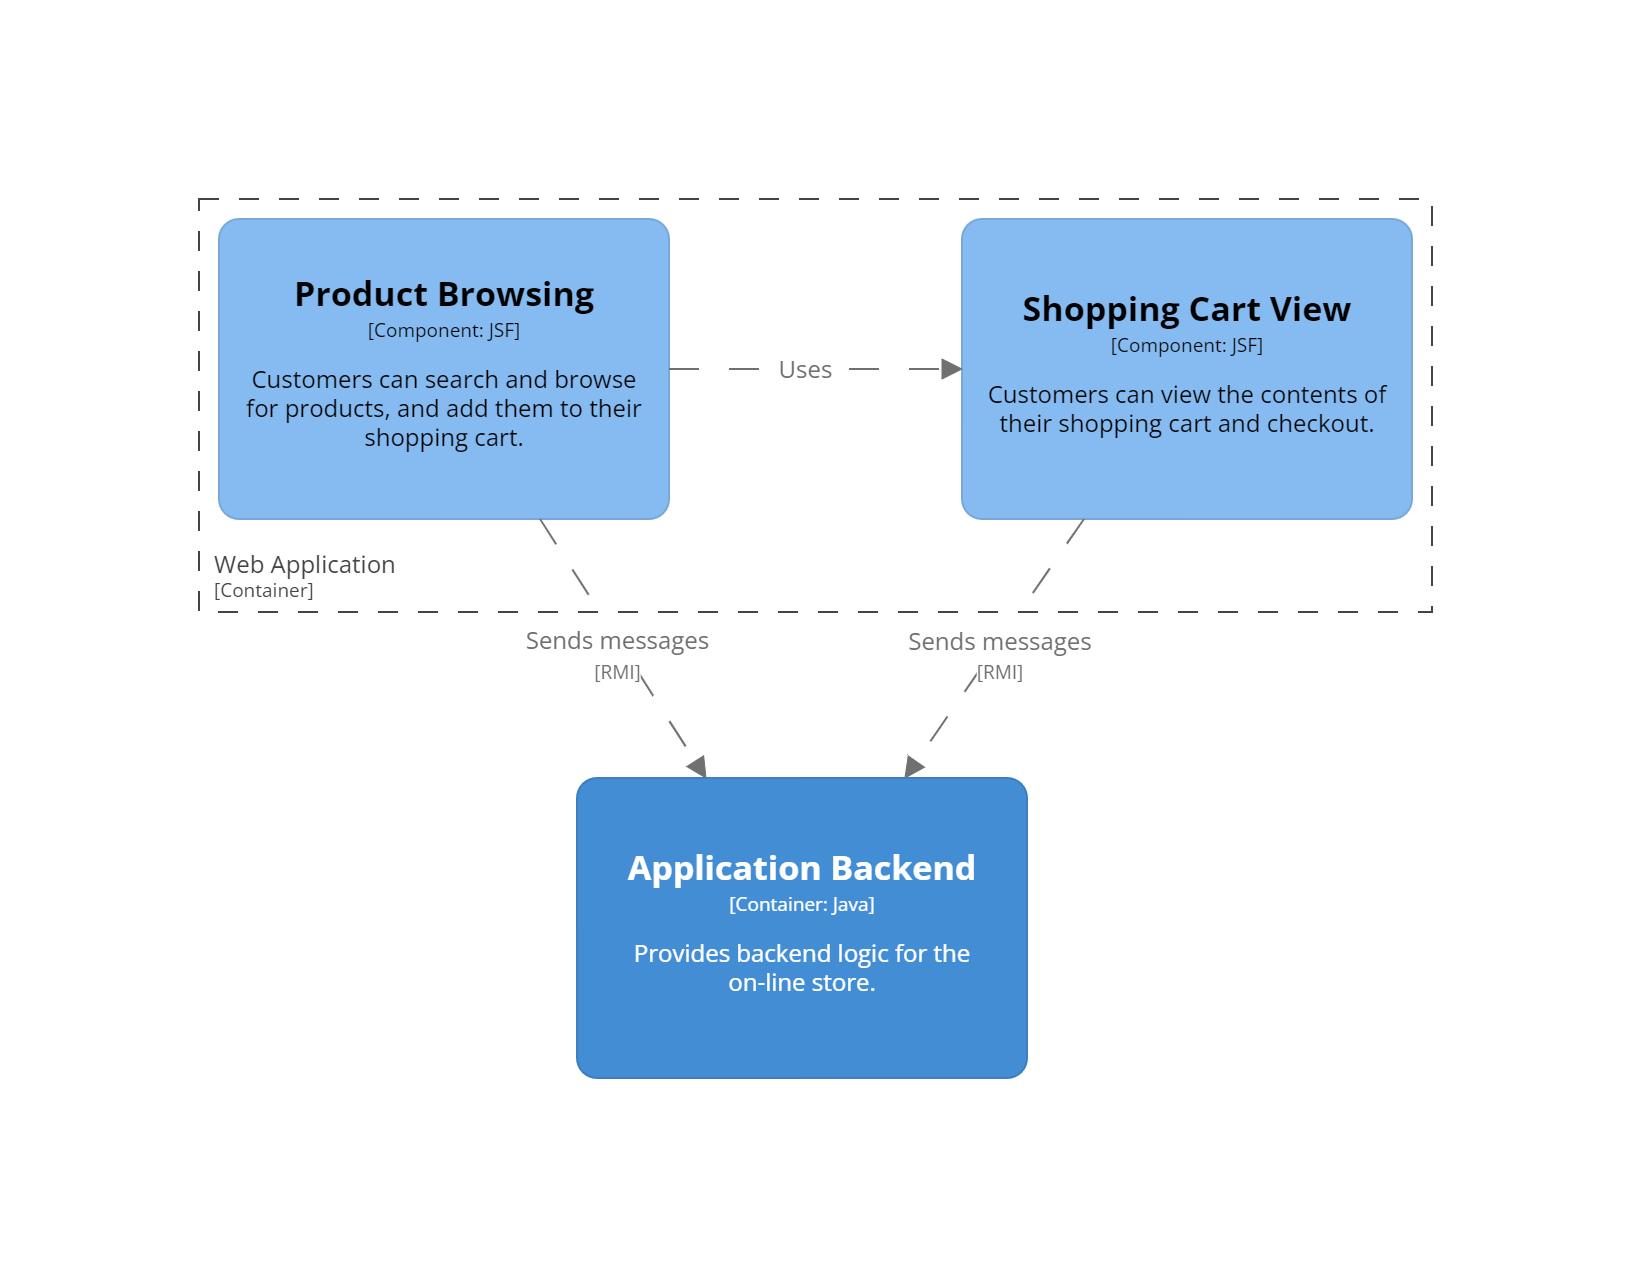 Product Browsing
[Component: JSF]
Customers can search and browse
for products, and add them to their
shopping cart.
Uses
Shopping Cart View
[Component: JSF]
Customers can view the contents of
their shopping cart and checkout.
Web Application
[Container]
Sends messages
[RMI]
Sends messages
[RMI]
Application Backend
[Container: Java]
Provides backend logic for the
on-line store.